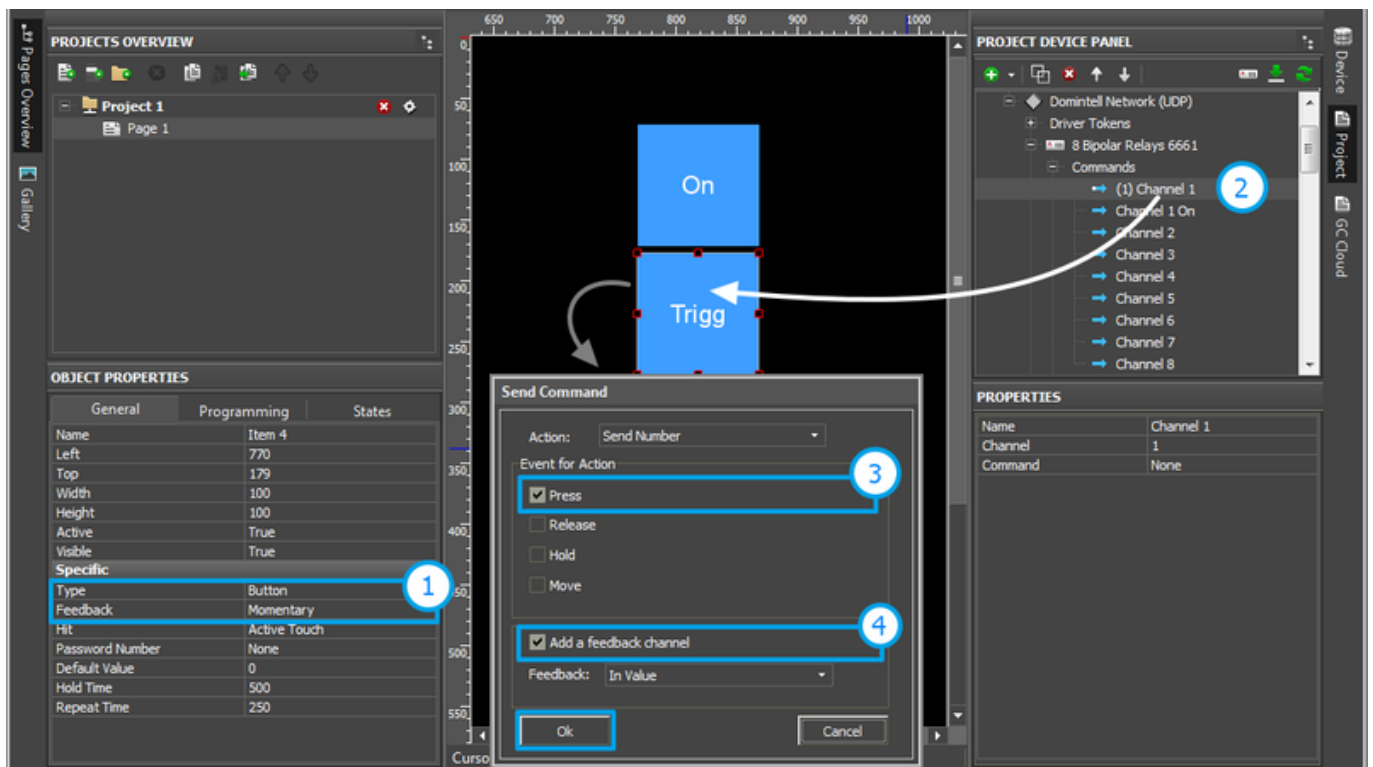 Pages Overview
Gallery
PROJECTS OVERVIEW
Project 1
Page 1
OBJECT PROPERTIES
General Programming States
Name Item 4
Left 770
Top 179
Width 100
Height 100
Active True
Visible True
Specific
Type Button
Feedback Momentary
1
Hit Active Touch
Password Number None
Default Value 0
Hold Time 500
Repeat Time 250
650 700 750 800 850 900 950 1000
0
50
100
150
200
250
300
350
400
500
550
On
Trigg
Send Command
Action: Send Number
Event for Action
3
Press
Release
Hold
Move
4
Add a feedback channel
Feedback: In Value
Ok Cancel
Curso
PROJECT DEVICE PANEL
Domintell Network (UDP)
Driver Tokens
8 Bipolar Relays 6661
Commands
(1) Channel 1
2
Channel 1 On
Channel 2
Channel 3
Channel 4
Channel 5
Channel 6
Channel 7
Channel 8
PROPERTIES
Name Channel 1
Channel 1
Command None
Device
Project
GC Cloud